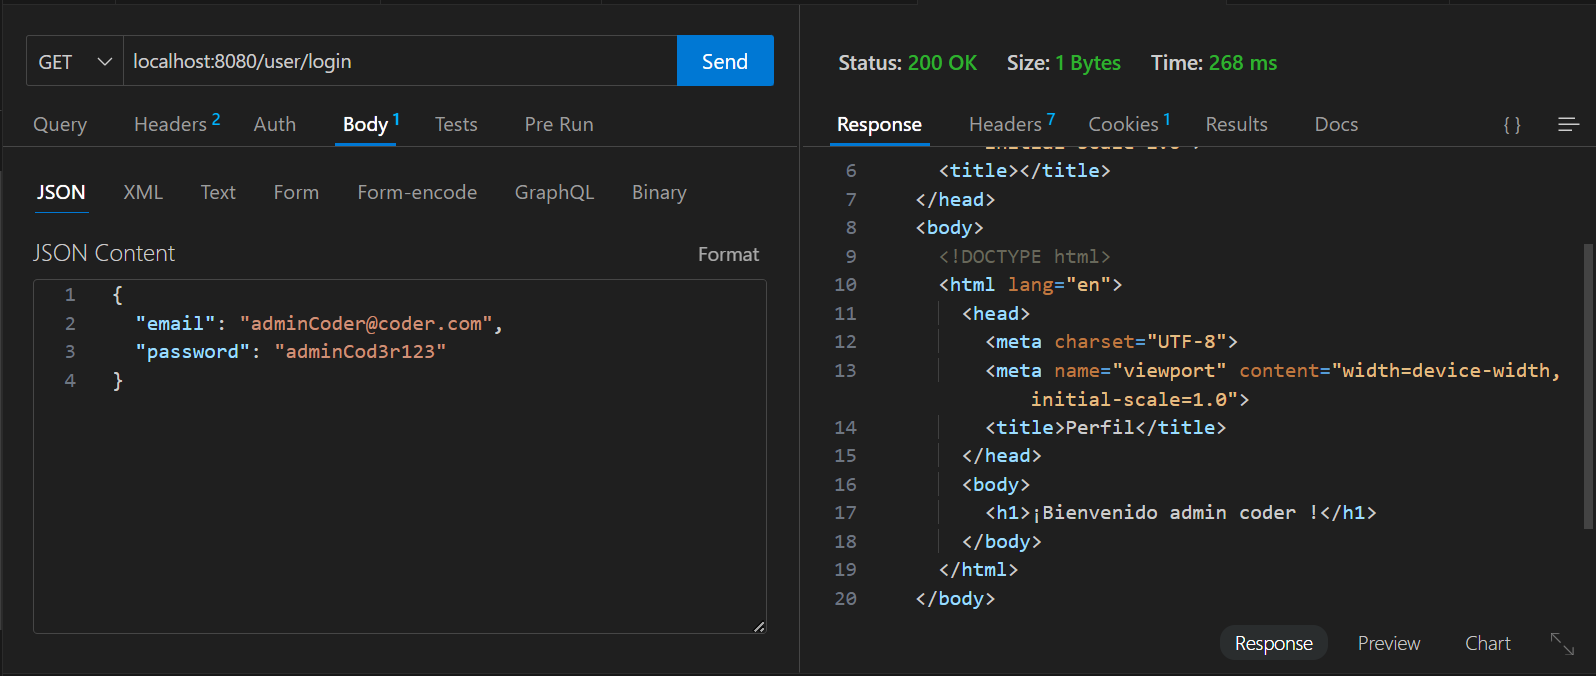 GET localhost:8080/user/login Send
Query Headers 2 Auth Body 1 Tests Pre Run
JSON XML Text Form Form-encode GraphQL Binary
JSON Content Format
1 {
2 "email": "adminCoder@coder.com",
3 "password": "adminCod3r123"
4 }
Status: 200 OK Size: 1 Bytes Time: 268 ms
Response Headers 7 Cookies 1 Results Docs { }
6 <title></title>
7 </head>
8 <body>
9 <!DOCTYPE html>
10 <html lang="en">
11 <head>
12 <meta charset="UTF-8">
13 <meta name="viewport" content="width=device-width,
initial-scale=1.0">
14 <title>Perfil</title>
15 </head>
16 <body>
17 <h1>¡Bienvenido admin coder !</h1>
18 </body>
19 </html>
20 </body>
Response Preview Chart